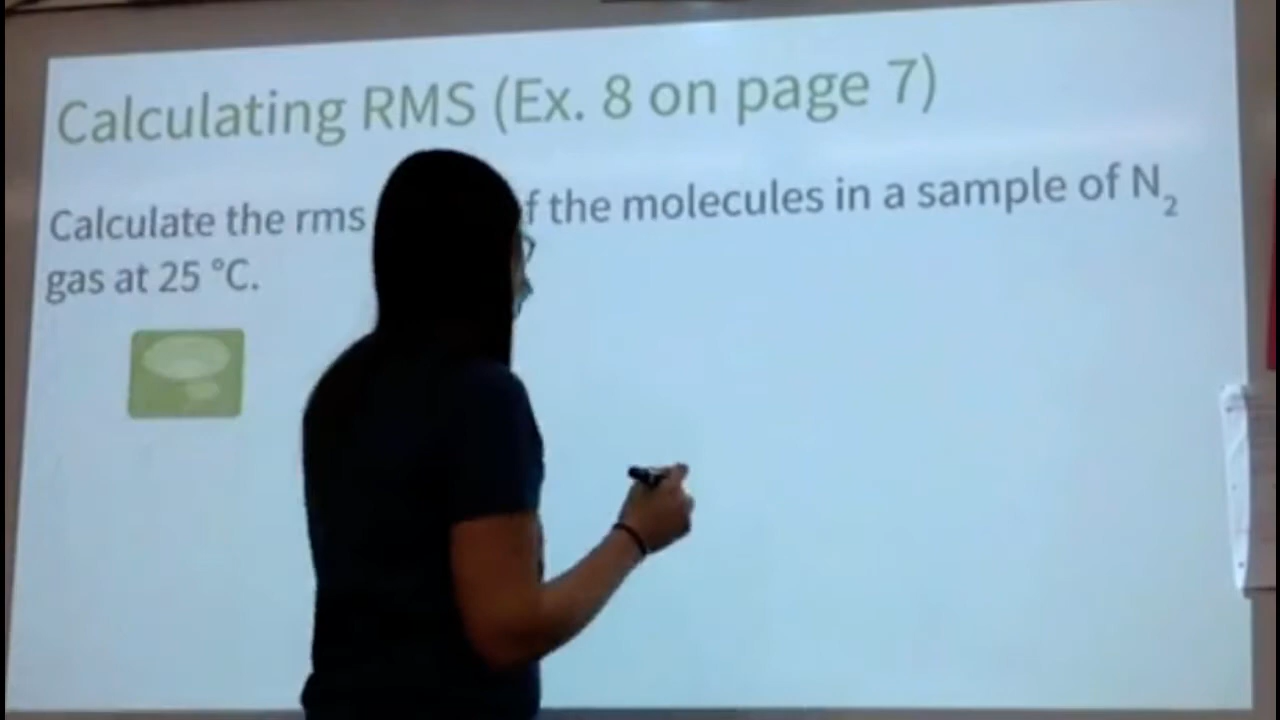 Calculating RMS (Ex. 8 on page 7)
Calculate the rms f the molecules in a sample of N₂
gas at 25 °C.